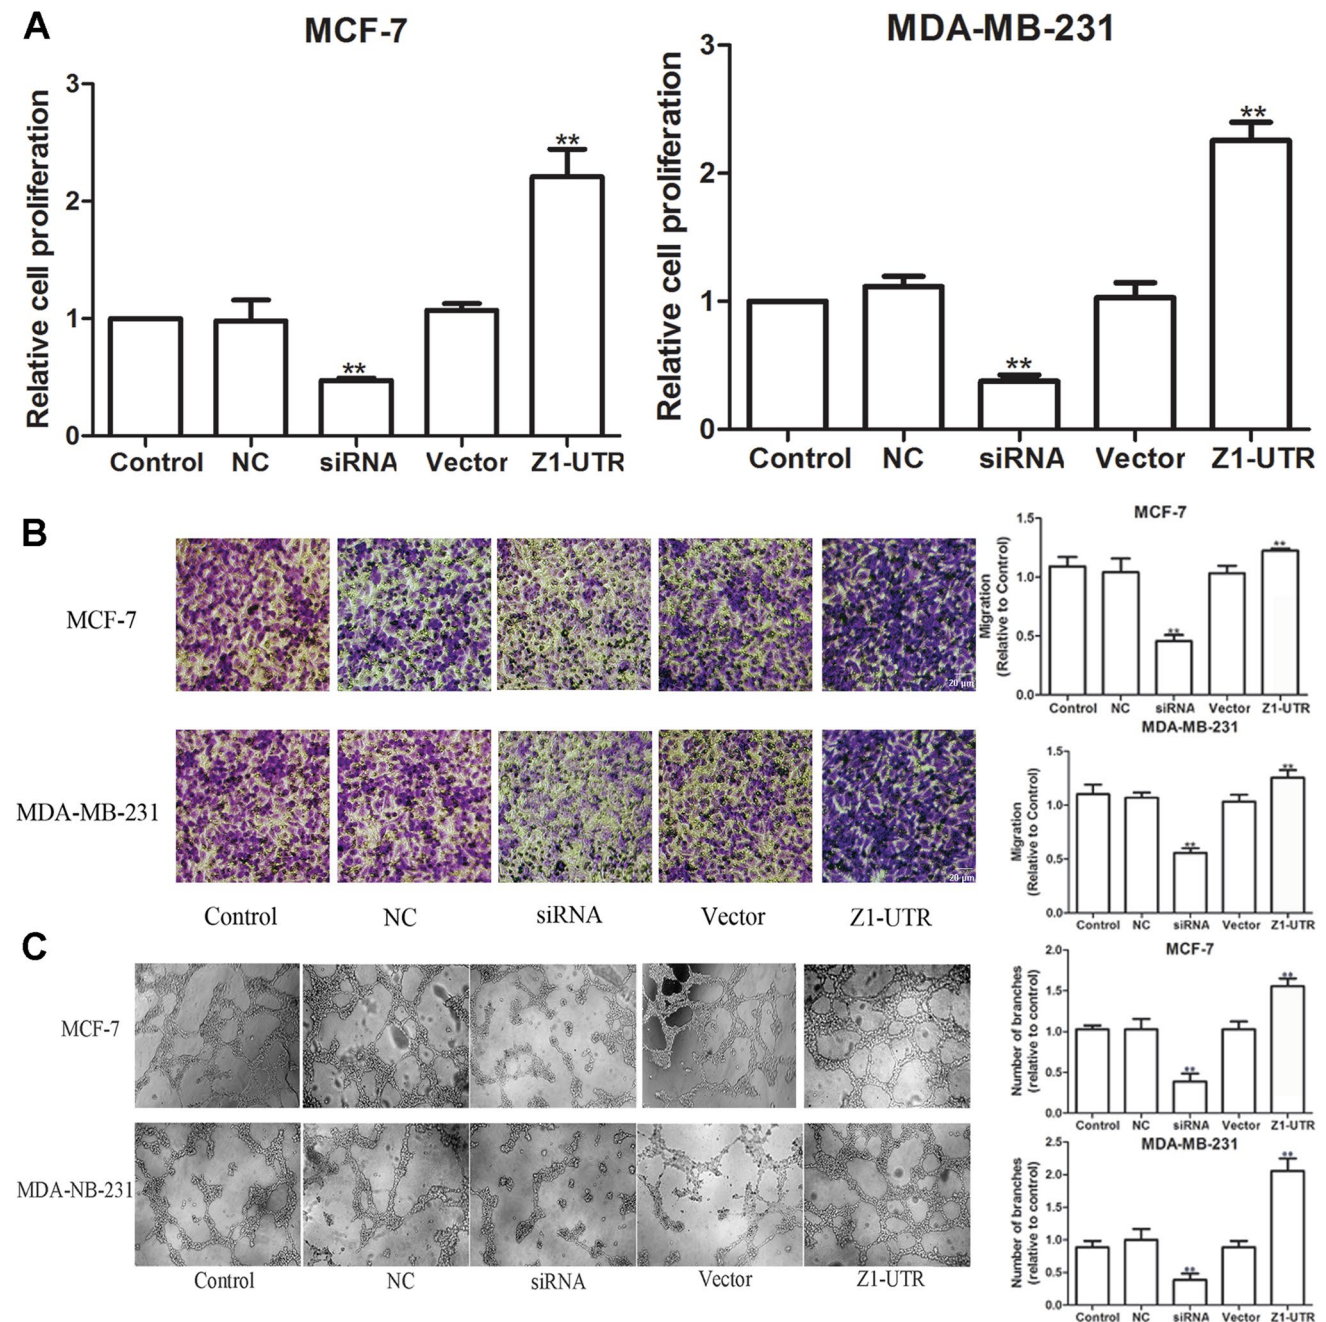 A
MCF-7
Relative cell proliferation
3
2
1
0
**
**
Control NC siRNA Vector Z1-UTR
MDA-MB-231
Relative cell proliferation
3
2
1
0
**
**
Control NC siRNA Vector Z1-UTR
B
MCF-7
20 µm
MDA-MB-231
20 µm
Control NC siRNA Vector Z1-UTR
MCF-7
Migration
(Relative to Control)
1.5
1.0
0.5
0.0
**
**
Control NC siRNA Vector Z1-UTR
MDA-MB-231
Migration
(Relative to Control)
1.5
1.0
0.5
0.0
**
**
Control NC siRNA Vector Z1-UTR
C
MCF-7
MDA-NB-231
Control NC siRNA Vector Z1-UTR
MCF-7
Number of branches
(relative to control)
2.0
1.5
1.0
0.5
0.0
**
**
Control NC siRNA Vector Z1-UTR
MDA-MB-231
Number of branches
(relative to control)
2.5
2.0
1.5
1.0
0.5
0.0
**
**
Control NC siRNA Vector Z1-UTR